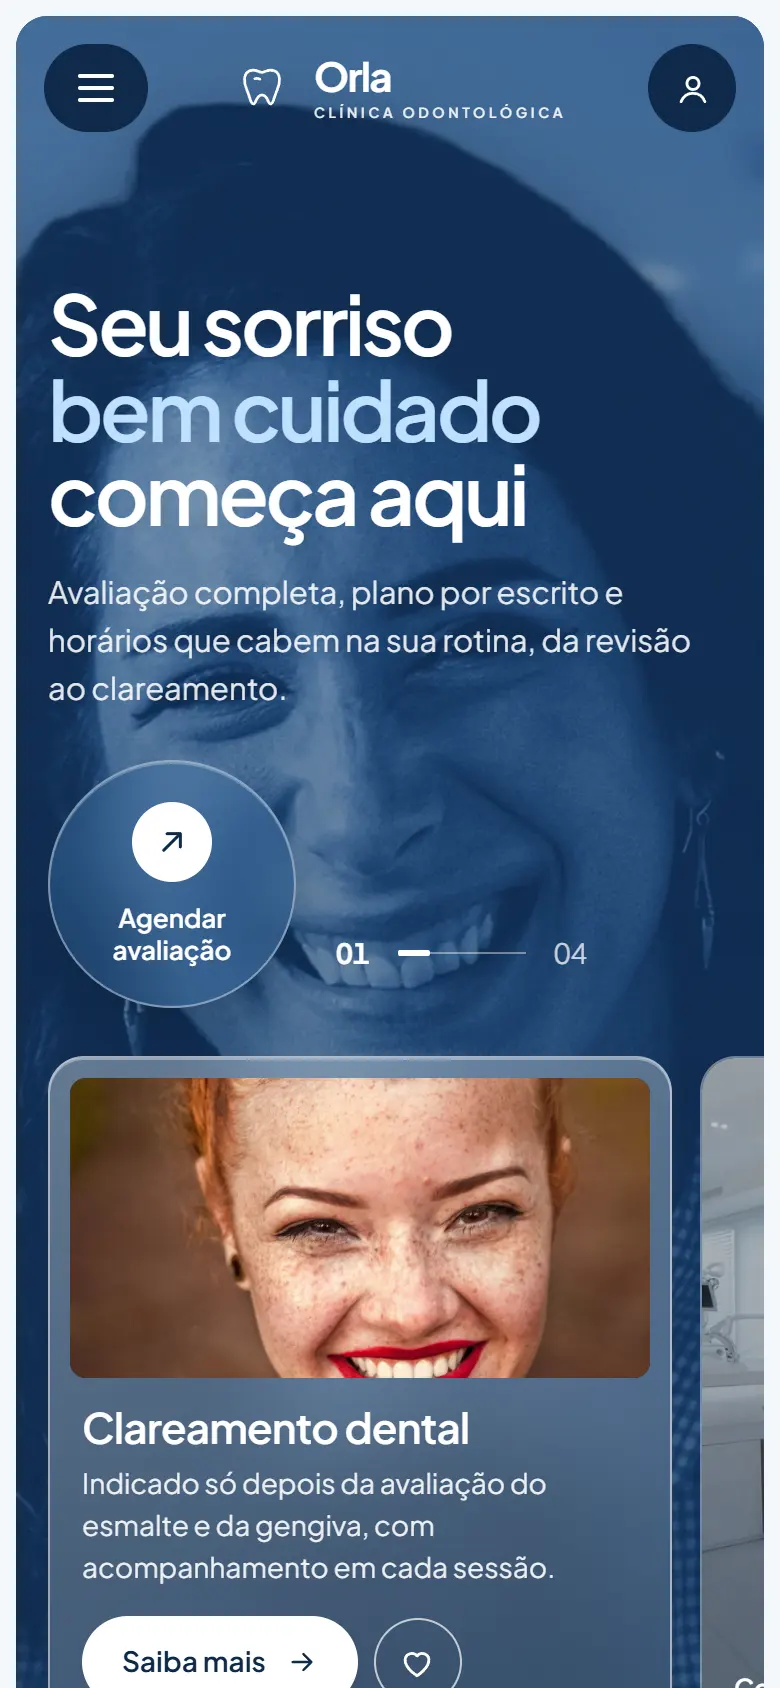 Orla
CLÍNICA ODONTOLÓGICA
Seu sorriso
bem cuidado
começa aqui
Avaliação completa, plano por escrito e
horários que cabem na sua rotina, da revisão
ao clareamento.
Agendar
avaliação
01
04
Clareamento dental
Indicado só depois da avaliação do
esmalte e da gengiva, com
acompanhamento em cada sessão.
Saiba mais